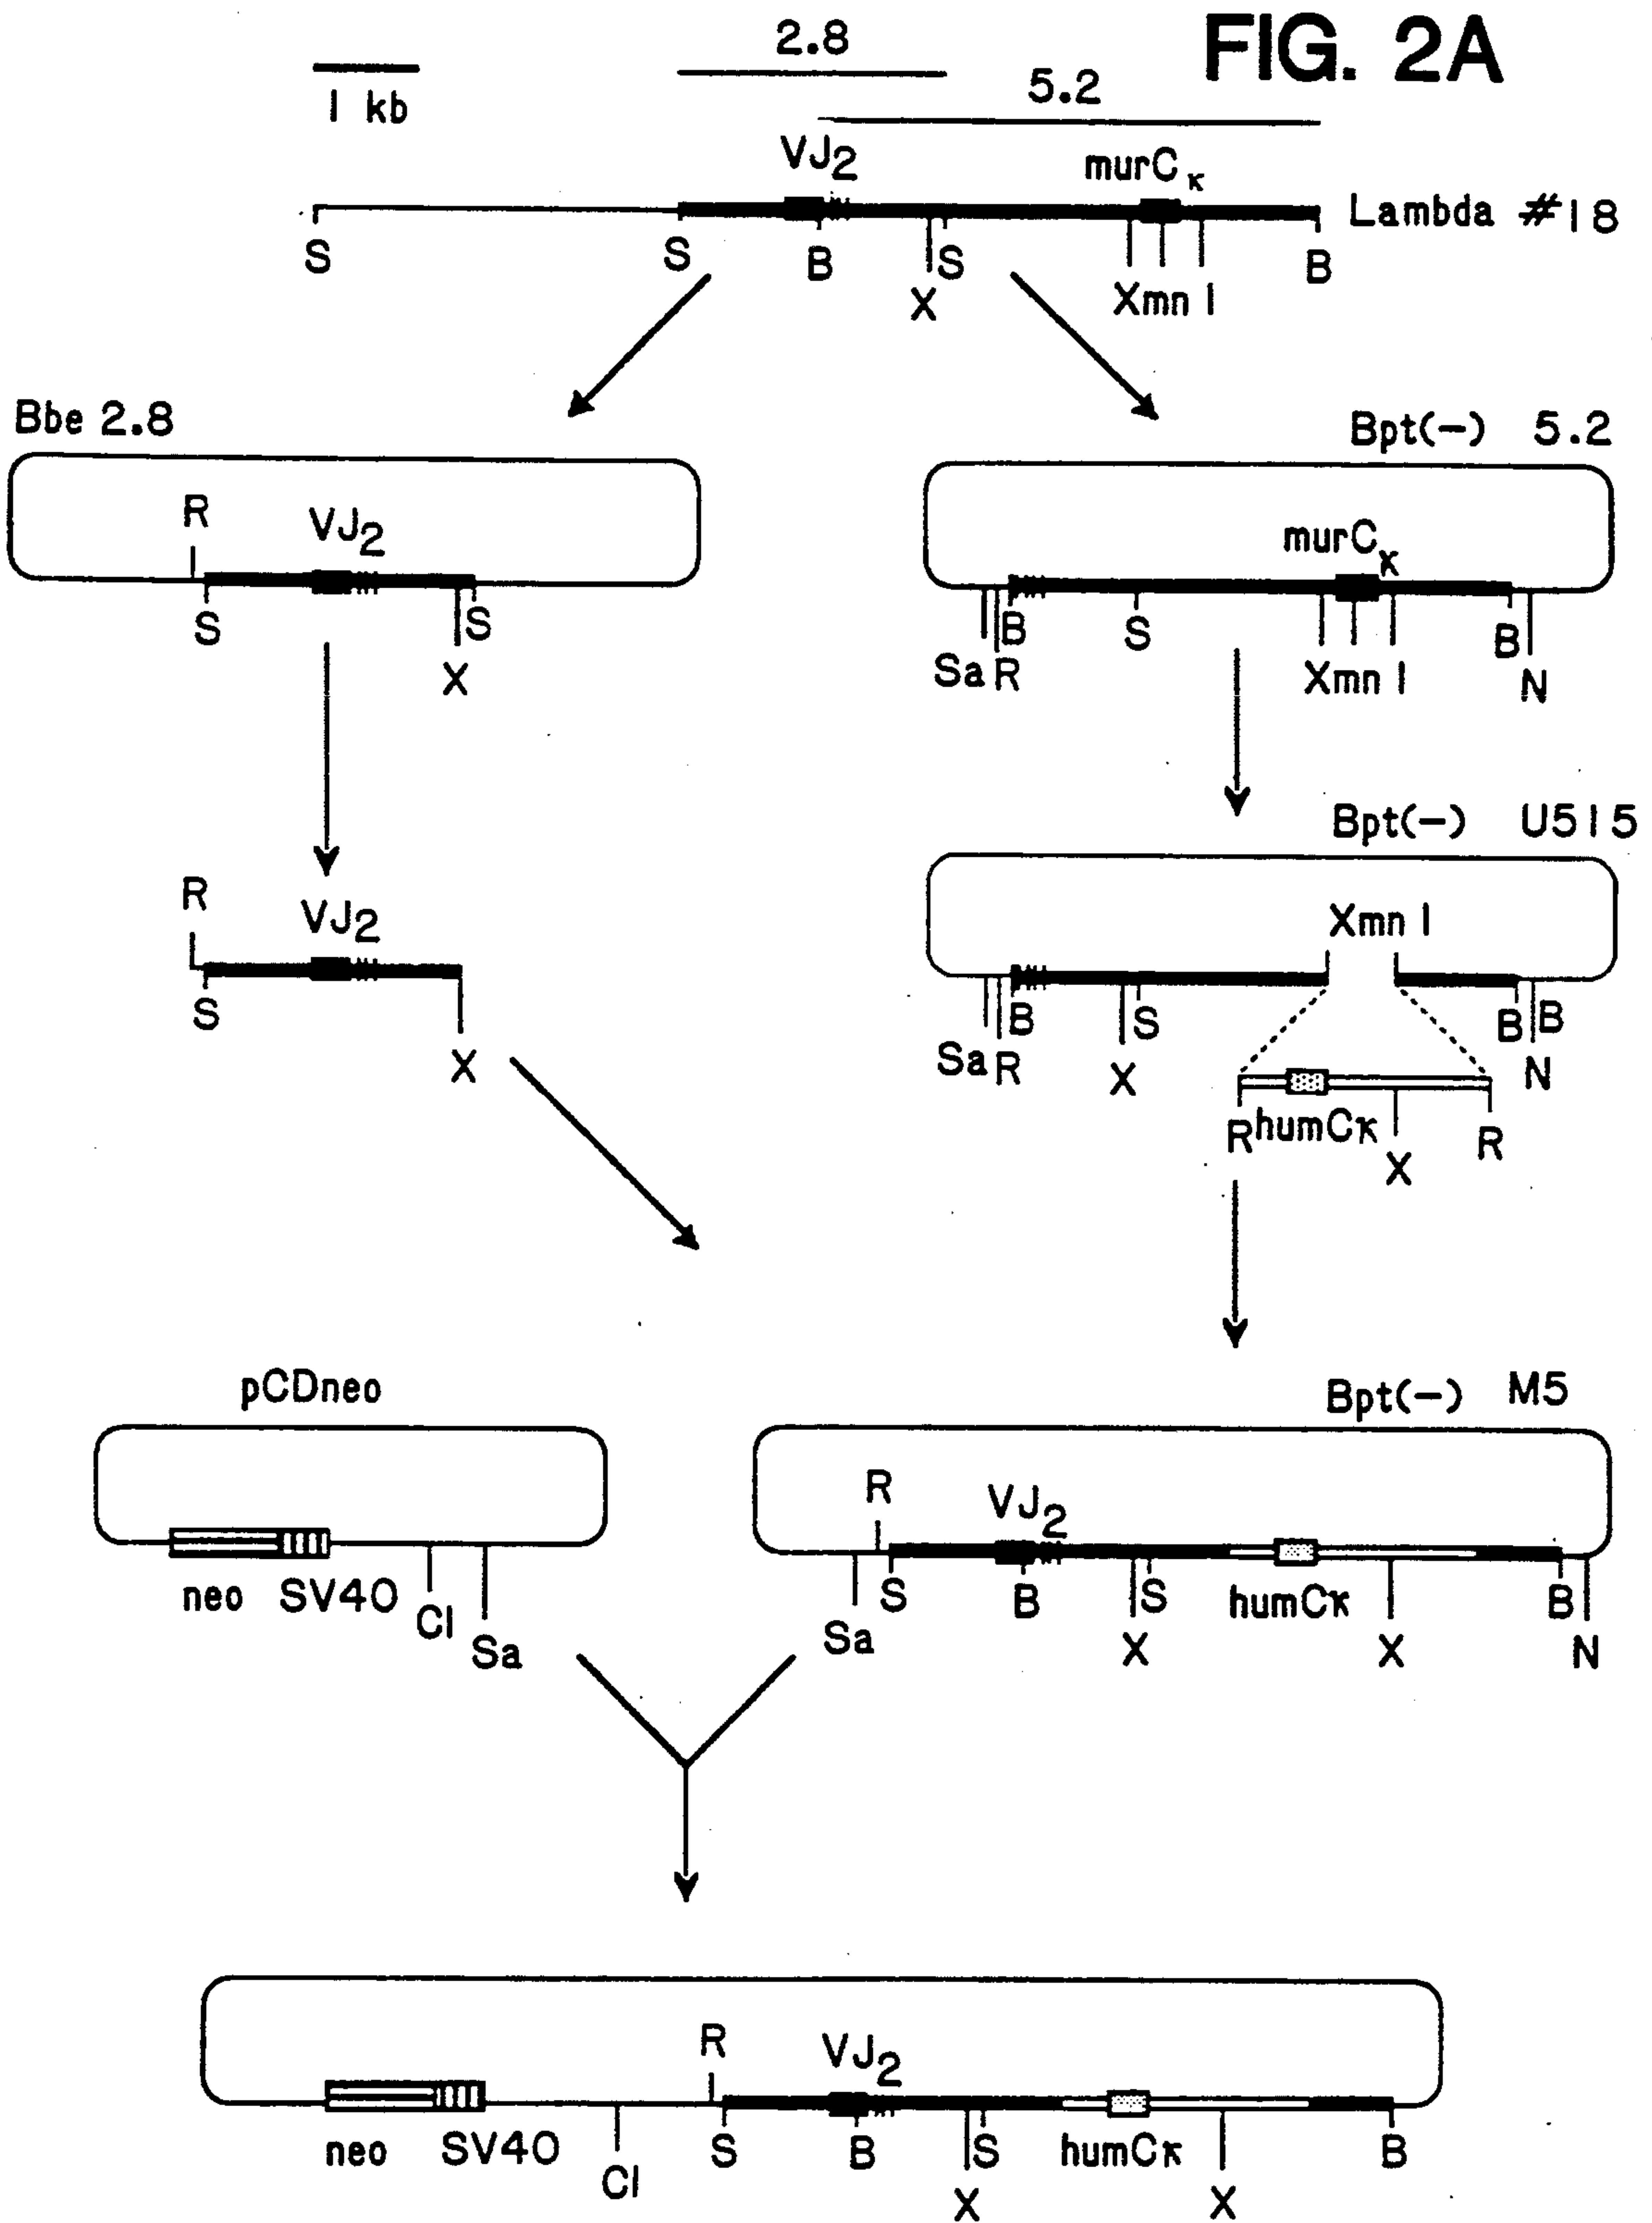 FIG. 2A
2.8
1 kb
5.2
VJ2
murCκ
Lambda #18
S
S
B
S
B
X
Xmn I
Bbe 2.8
Bpt(-) 5.2
R
VJ2
murCκ
S
S
X
B
S
B
Sa R
Xmn I
N
Bpt(-) U515
R
VJ2
Xmn I
S
X
B
S
B
B
Sa R
X
N
R
humCκ
X
R
pCDneo
Bpt(-) M5
R
VJ2
neo
SV40
Cl
Sa
S
B
S
humCκ
B
Sa
X
X
N
R
VJ2
neo
SV40
Cl
S
B
S
humCκ
B
X
X